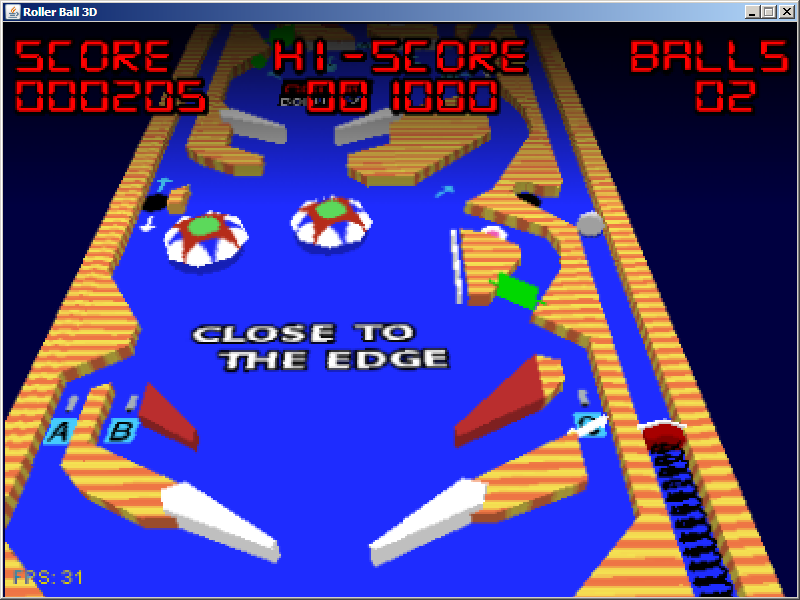 Roller Ball 3D
SCORE HI-SCORE BALLS
000205 001000 02
CLOSE TO
THE EDGE
A B
FPS: 31